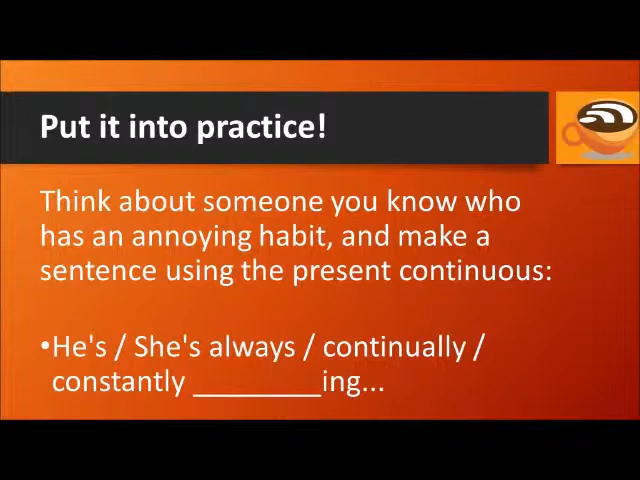 Put it into practice!
Think about someone you know who
has an annoying habit, and make a
sentence using the present continuous:
•He's / She's always / continually /
constantly ________ing...